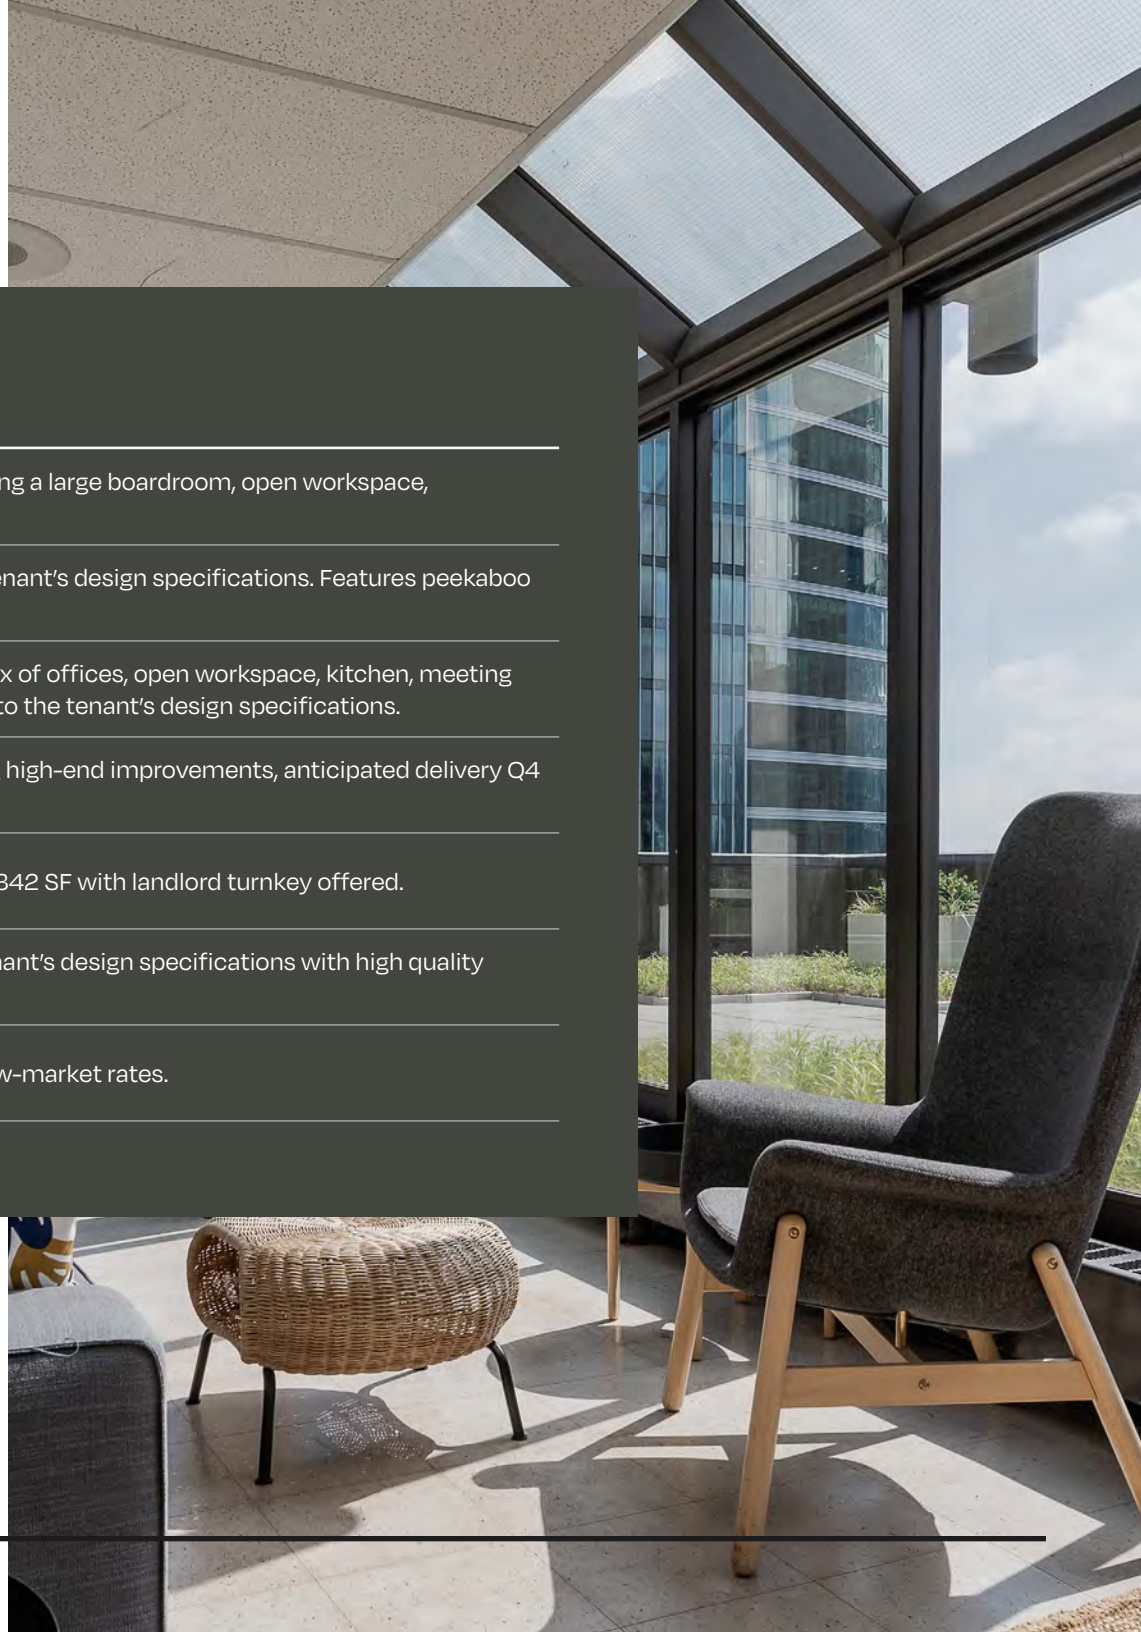 ng a large boardroom, open workspace,
enant's design specifications. Features peekaboo
x of offices, open workspace, kitchen, meeting
to the tenant's design specifications.
high-end improvements, anticipated delivery Q4
342 SF with landlord turnkey offered.
nant's design specifications with high quality
w-market rates.